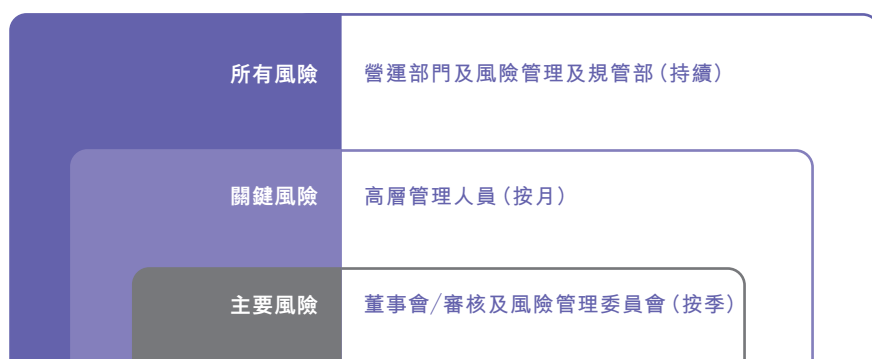 所有風險 營運部門及風險管理及規管部（持續）
關鍵風險 高層管理人員（按月）
主要風險 董事會/審核及風險管理委員會（按季）